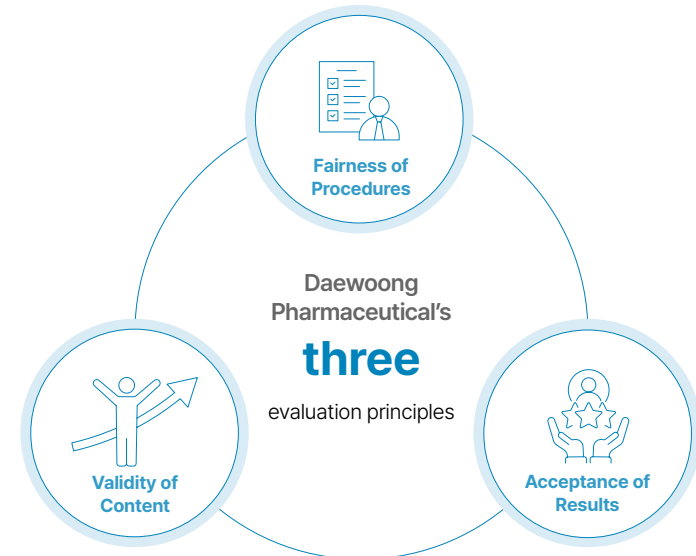 Fairness of
Procedures
Daewoong
Pharmaceutical's
three
evaluation principles
Validity of
Content
Acceptance of
Results